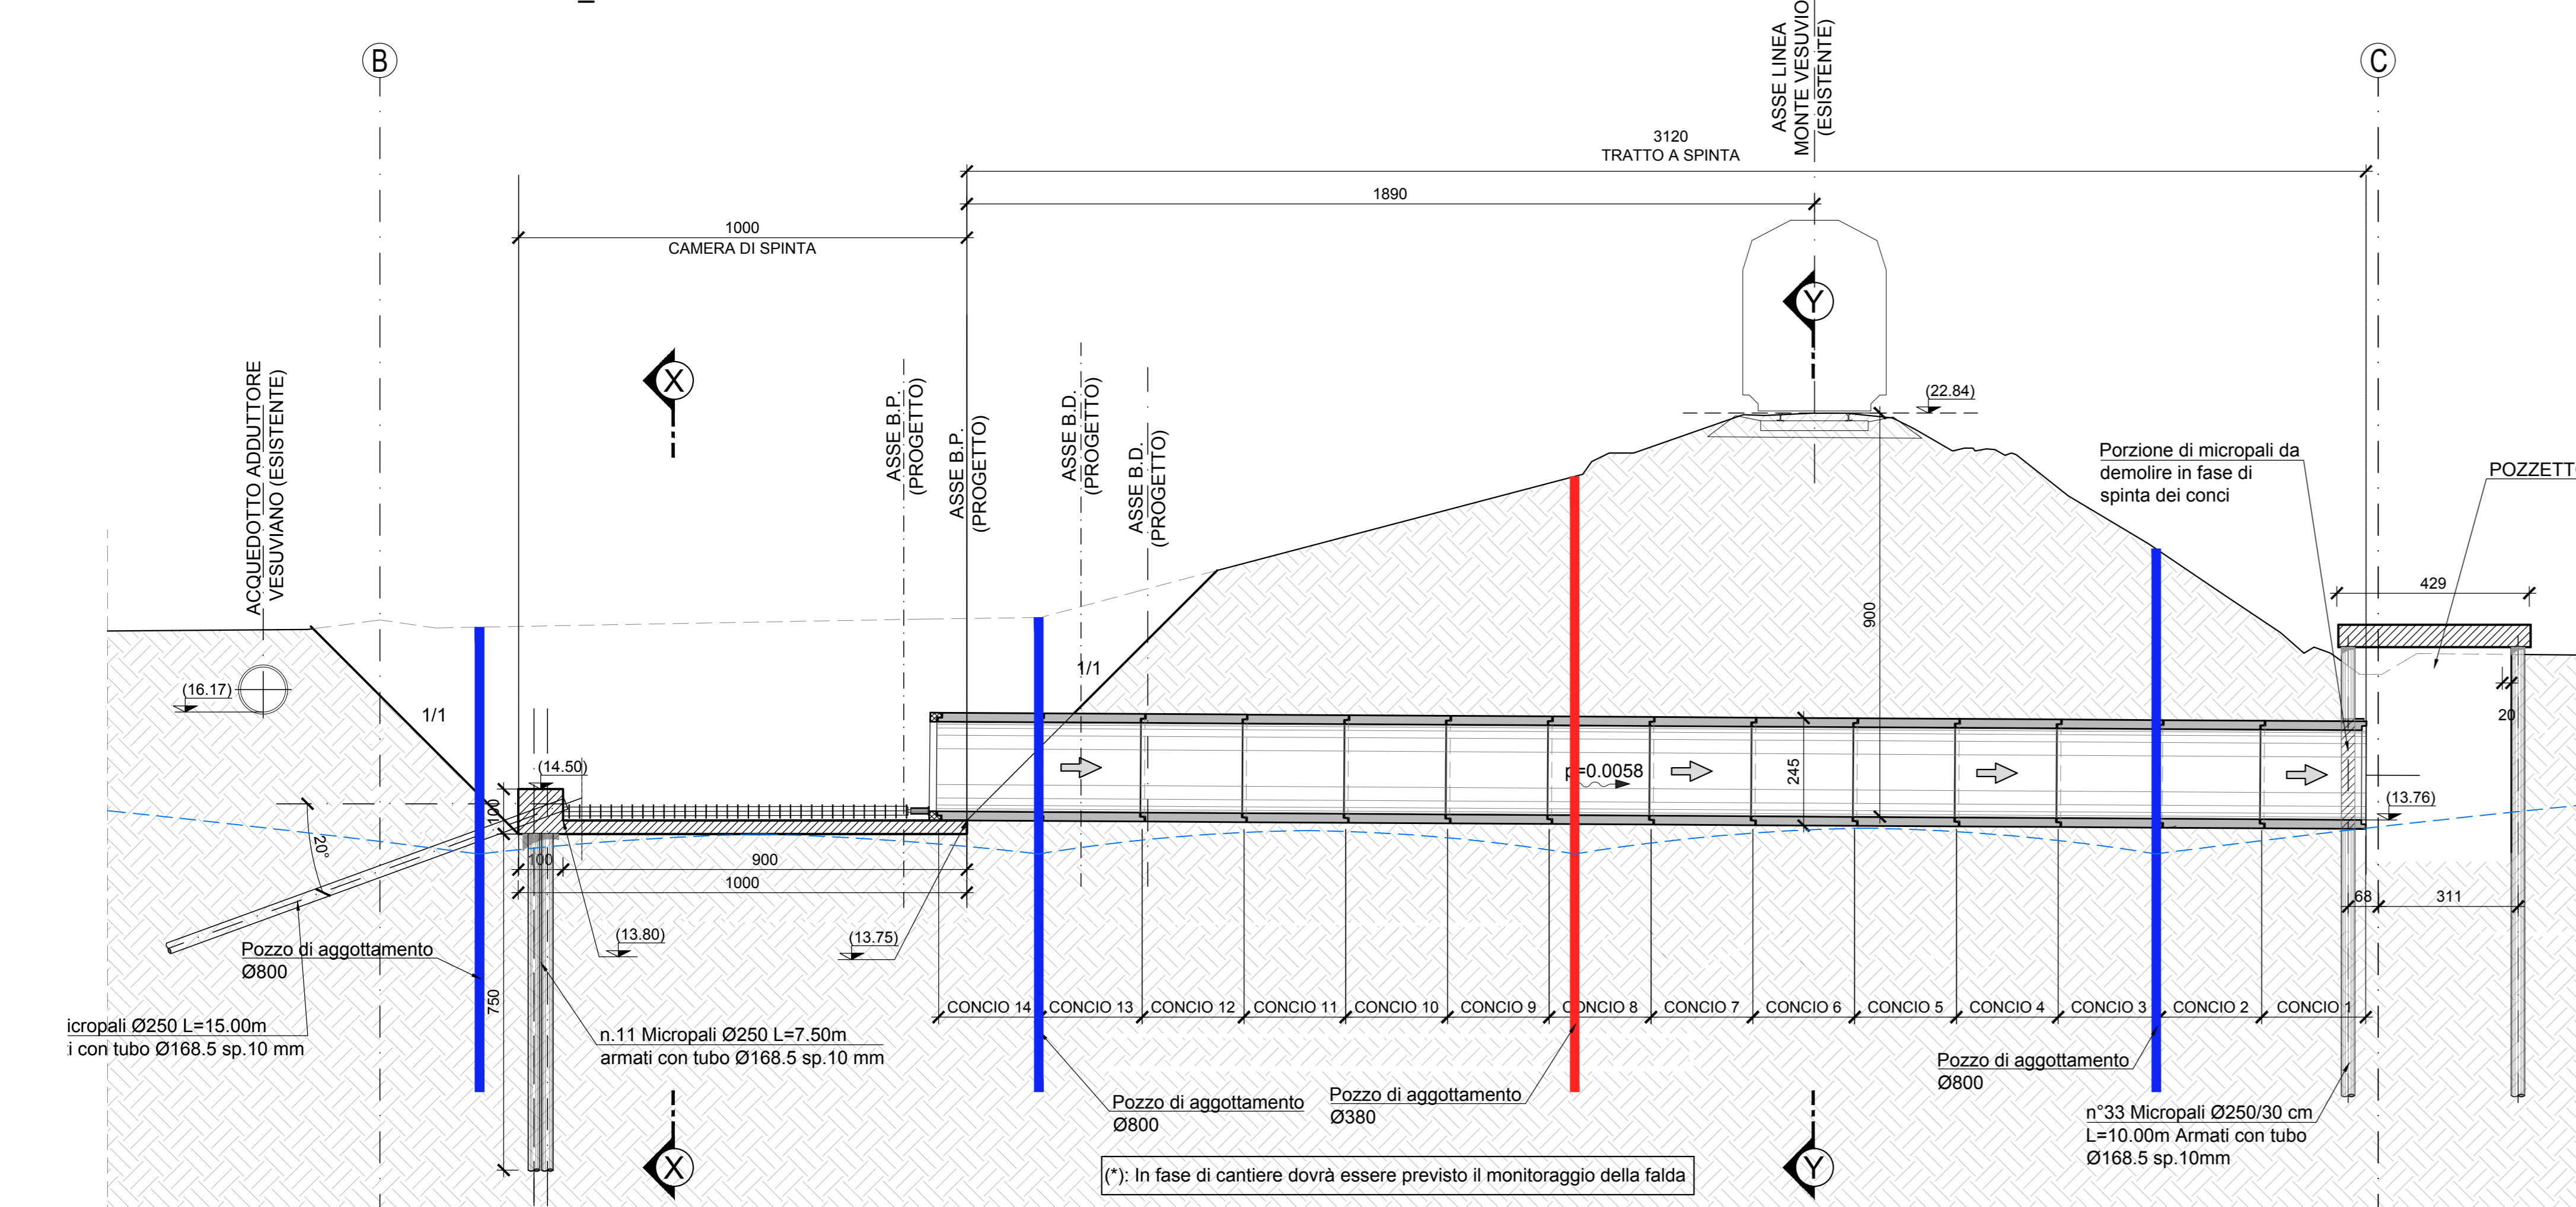 B
C
ASSE LINEA
MONTE VESUVIO
(ESISTENTE)
3120
TRATTO A SPINTA
1890
1000
CAMERA DI SPINTA
Y
X
ACQUEDOTTO ADDUTTORE
VESUVIANO (ESISTENTE)
ASSE B.P.
(PROGETTO)
ASSE B.P.
(PROGETTO)
ASSE B.D.
(PROGETTO)
ASSE B.D.
(PROGETTO)
(22.84)
Porzione di micropali da
demolire in fase di
spinta dei conci
POZZETT
429
900
(16.17)
1/1
1/1
20
(14.50)
100
p=0.0058
245
(13.76)
20°
100
900
1000
68
311
(13.80)
(13.75)
Pozzo di aggottamento
Ø800
750
CONCIO 14
CONCIO 13
CONCIO 12
CONCIO 11
CONCIO 10
CONCIO 9
CONCIO 8
CONCIO 7
CONCIO 6
CONCIO 5
CONCIO 4
CONCIO 3
CONCIO 2
CONCIO 1
icropali Ø250 L=15.00m
i con tubo Ø168.5 sp.10 mm
n.11 Micropali Ø250 L=7.50m
armati con tubo Ø168.5 sp.10 mm
Pozzo di aggottamento
Ø800
Pozzo di aggottamento
Ø380
Pozzo di aggottamento
Ø800
n°33 Micropali Ø250/30 cm
L=10.00m Armati con tubo
Ø168.5 sp.10mm
X
Y
(*): In fase di cantiere dovrà essere previsto il monitoraggio della falda